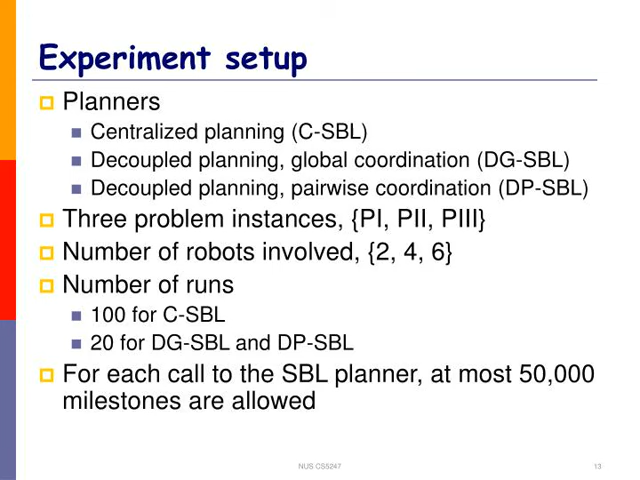 Experiment setup
Planners
Centralized planning (C-SBL)
Decoupled planning, global coordination (DG-SBL)
Decoupled planning, pairwise coordination (DP-SBL)
Three problem instances, {PI, PII, PIII}
Number of robots involved, {2, 4, 6}
Number of runs
100 for C-SBL
20 for DG-SBL and DP-SBL
For each call to the SBL planner, at most 50,000
milestones are allowed
NUS CS5247
13